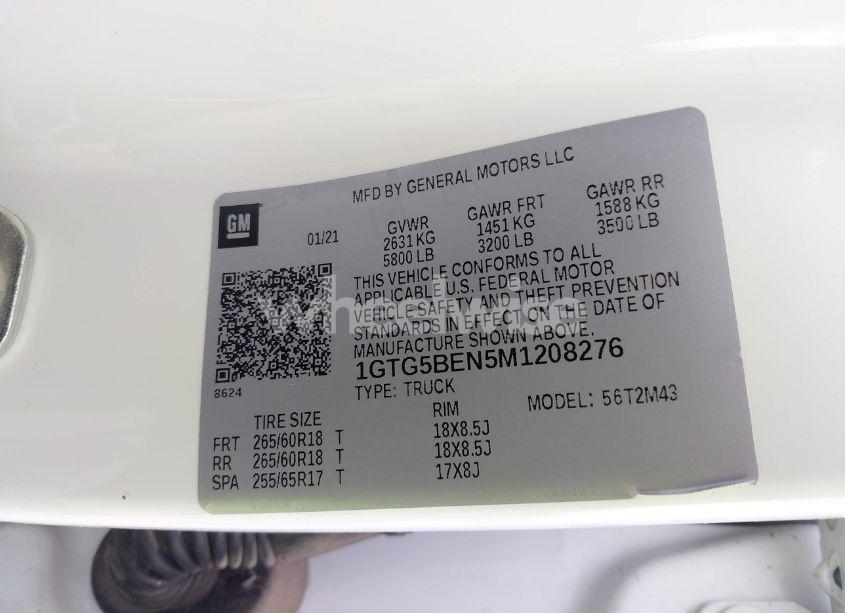 MFD BY GENERAL MOTORS LLC
GM
01/21
GVWR GAWR FRT GAWR RR
2631 KG 1451 KG 1588 KG
5800 LB 3200 LB 3500 LB
THIS VEHICLE CONFORMS TO ALL
APPLICABLE U.S. FEDERAL MOTOR
VEHICLE SAFETY AND THEFT PREVENTION
STANDARDS IN EFFECT ON THE DATE OF
MANUFACTURE SHOWN ABOVE.
1GTG5BEN5M1208276
8624
TYPE: TRUCK MODEL: 56T2M43
TIRE SIZE RIM
FRT 265/60R18 T 18X8.5J
RR 265/60R18 T 18X8.5J
SPA 255/65R17 T 17X8J
wheelwise